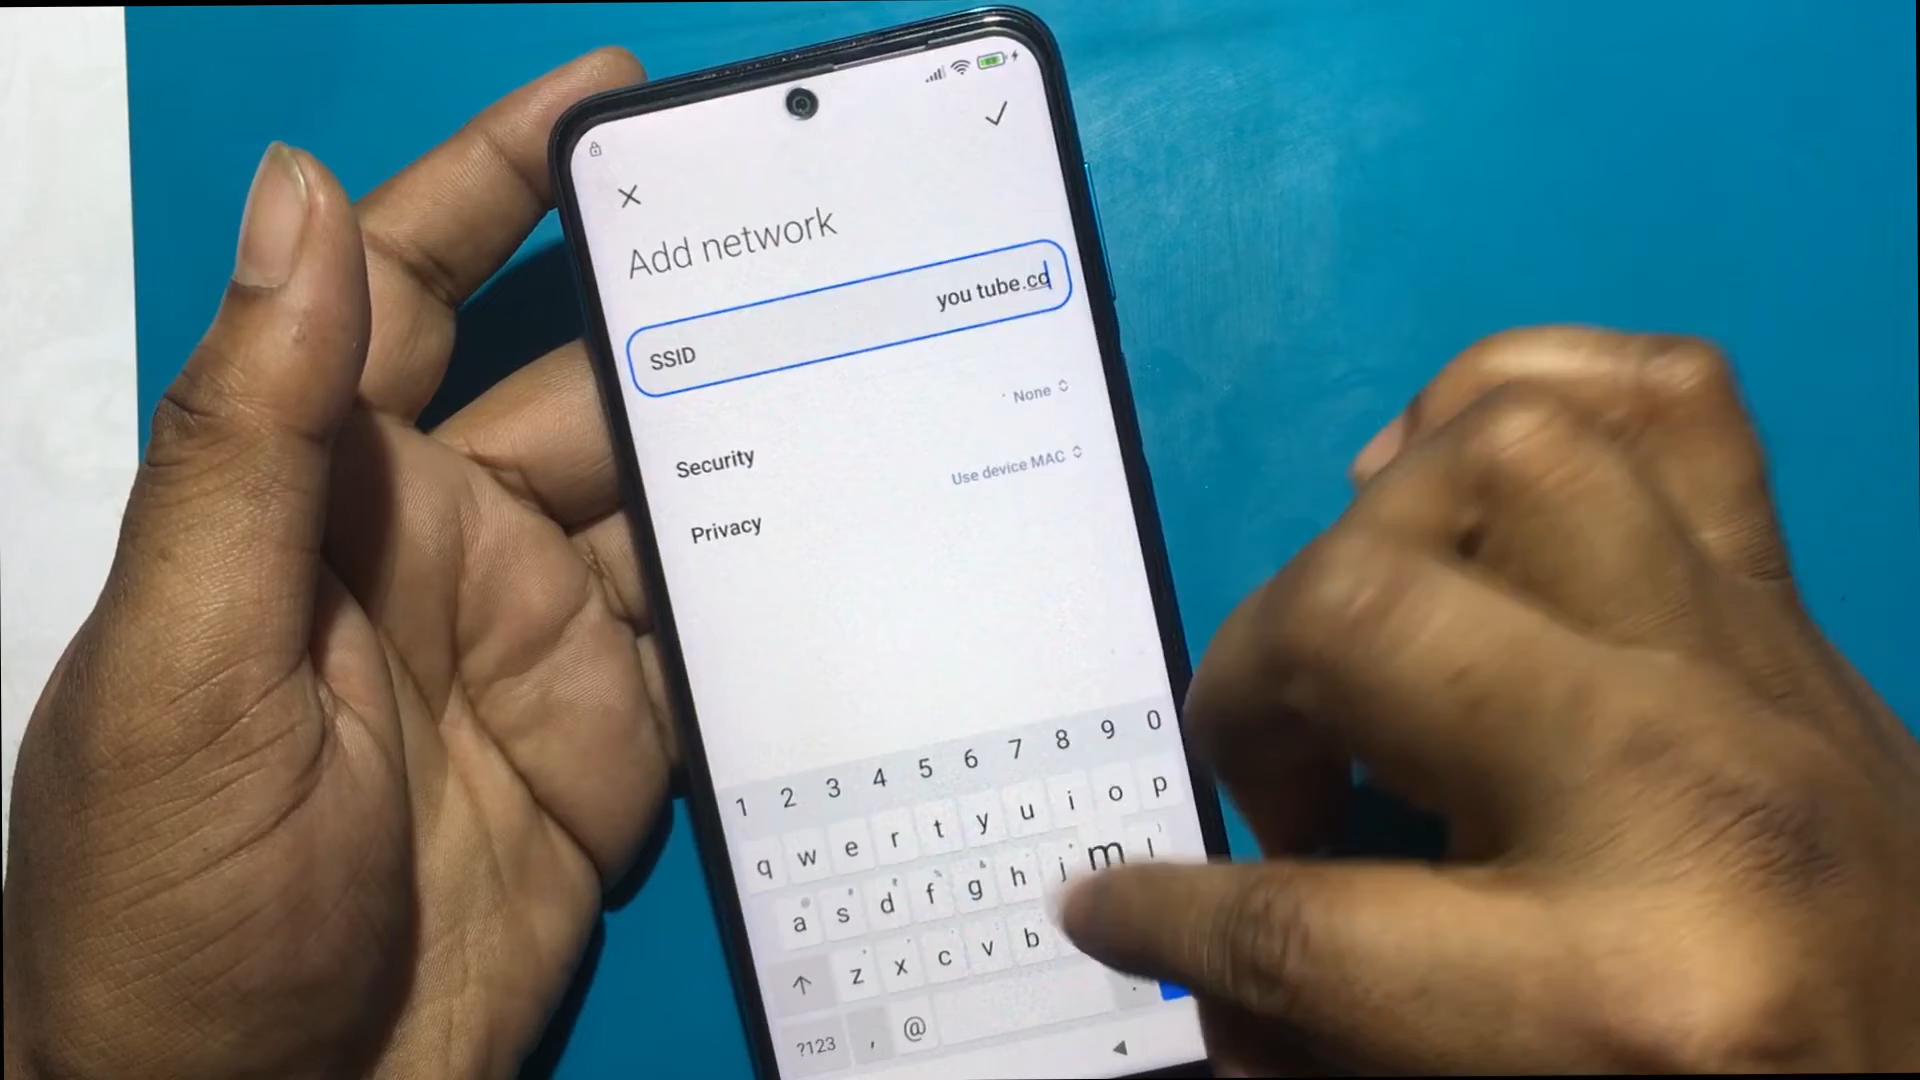 Add network
SSID you tube.co
Security None
Privacy Use device MAC
1 2 3 4 5 6 7 8 9 0
q w e r t y u i o p
a s d f g h j m l
z x c v b
?123 , @ .